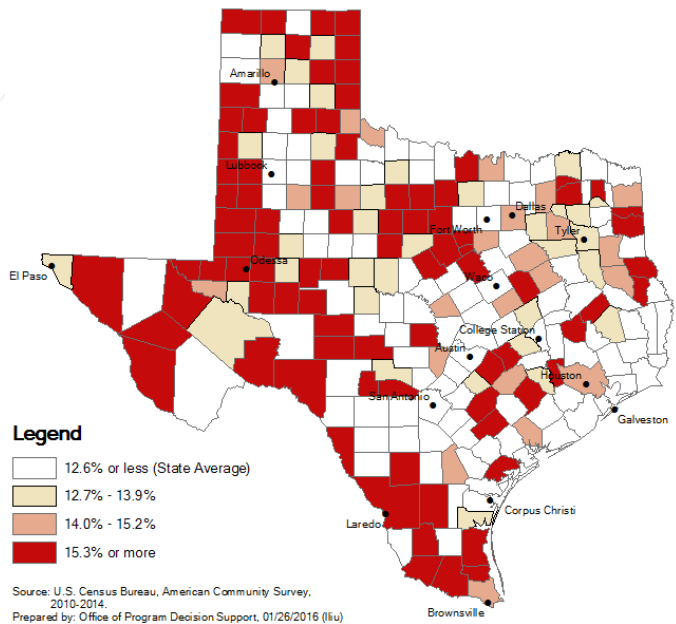 Amarillo
Lubbock
Dallas
Fort Worth
Tyler
El Paso
Odessa
Waco
College Station
Austin
Houston
San Antonio
Galveston
Legend
12.6% or less (State Average)
12.7% - 13.9%
14.0% - 15.2%
15.3% or more
Corpus Christi
Laredo
Brownsville
Source: U.S. Census Bureau, American Community Survey,
2010-2014.
Prepared by: Office of Program Decision Support, 01/26/2016 (lliu)